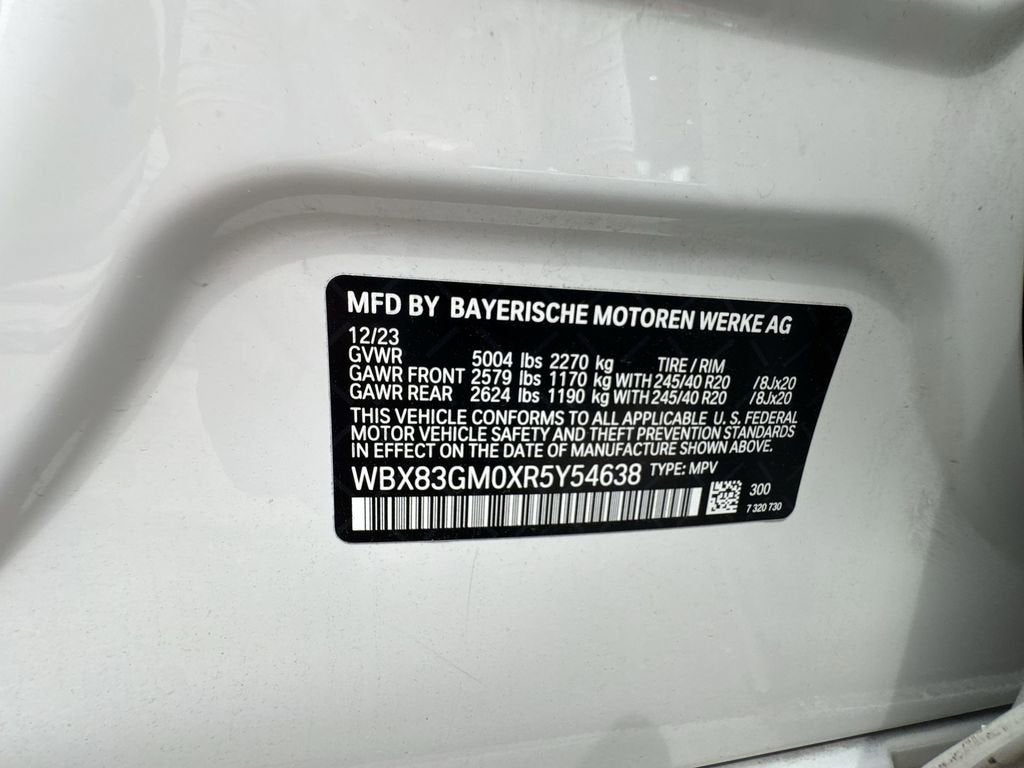 MFD BY BAYERISCHE MOTOREN WERKE AG
12/23
GVWR 5004 lbs 2270 kg TIRE / RIM
GAWR FRONT 2579 lbs 1170 kg WITH 245/40 R20 /8Jx20
GAWR REAR 2624 lbs 1190 kg WITH 245/40 R20 /8Jx20
THIS VEHICLE CONFORMS TO ALL APPLICABLE U.S. FEDERAL
MOTOR VEHICLE SAFETY AND THEFT PREVENTION STANDARDS
IN EFFECT ON THE DATE OF MANUFACTURE SHOWN ABOVE.
WBX83GM0XR5Y54638 TYPE: MPV
300
7 320 730